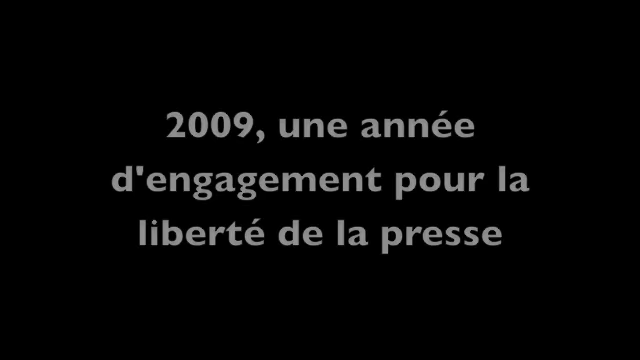 2009, une année
d'engagement pour la
liberté de la presse